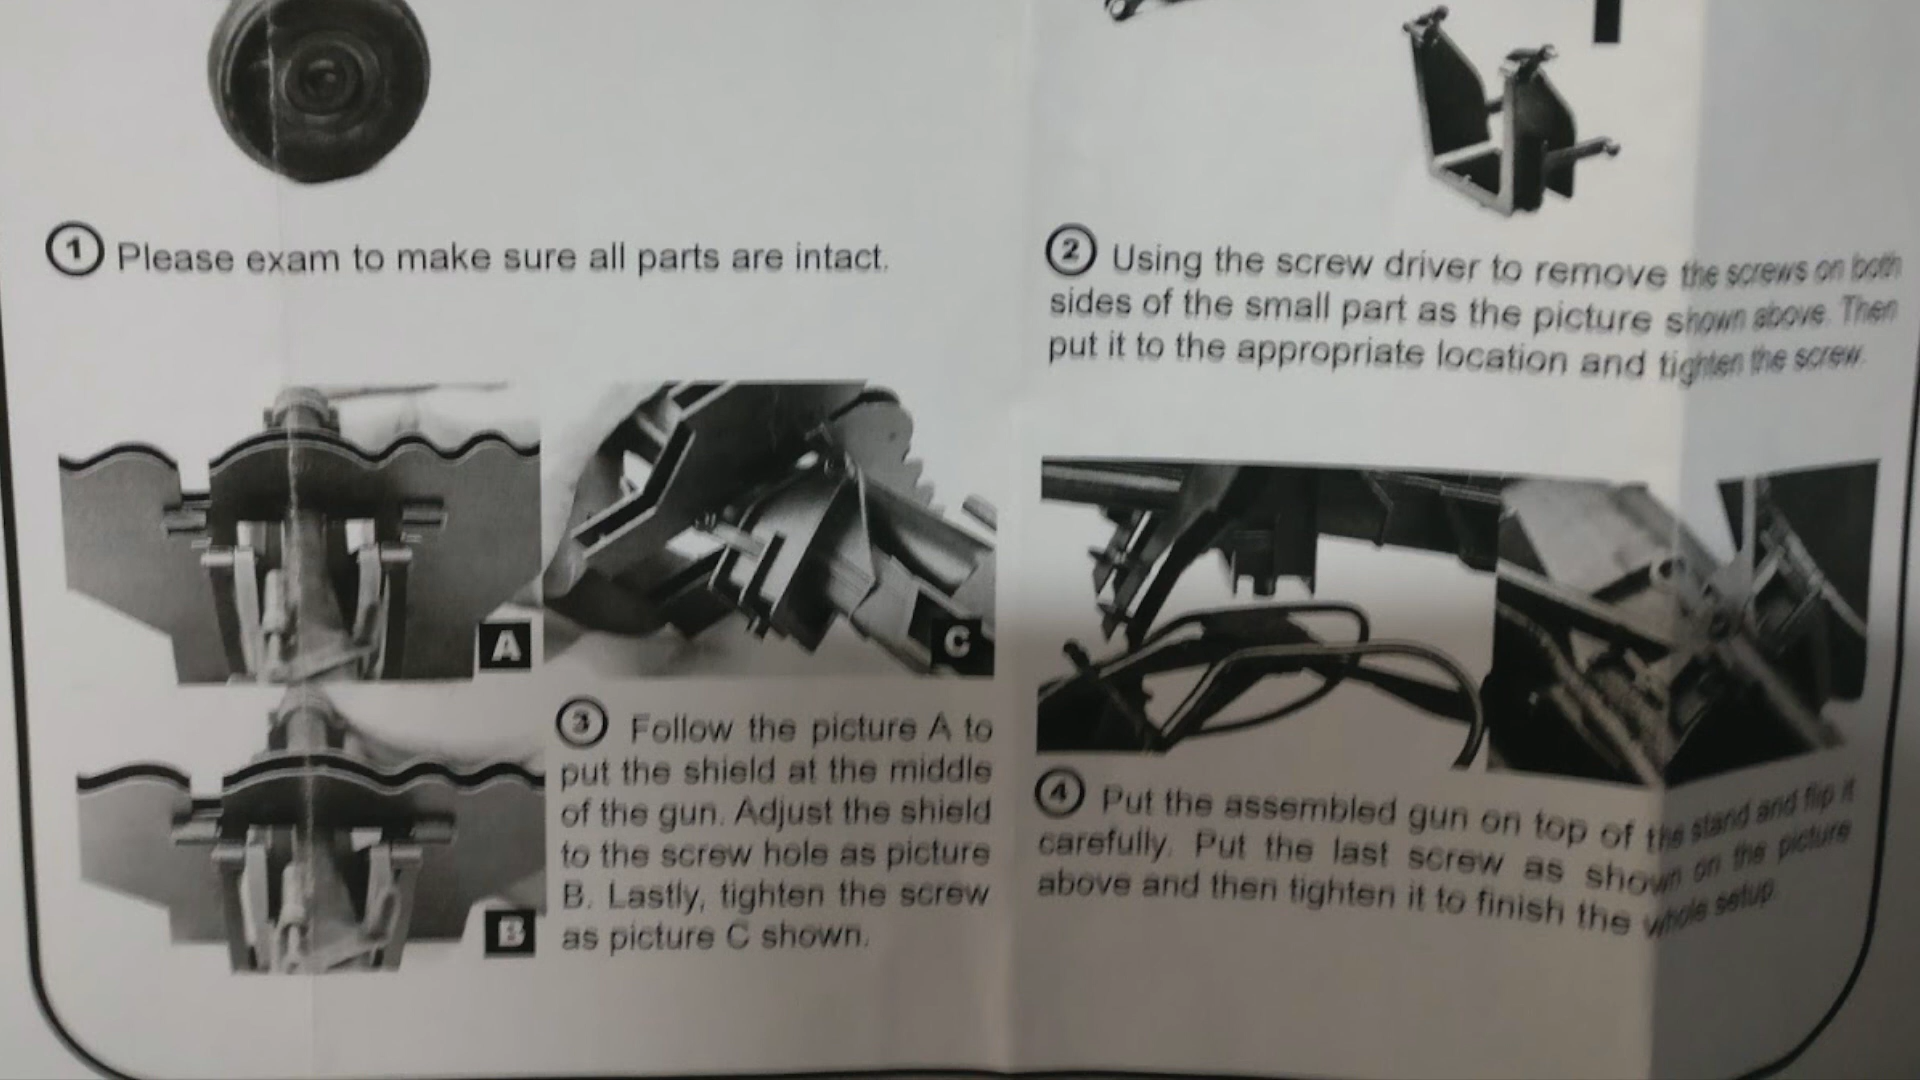 1 Please exam to make sure all parts are intact.
2 Using the screw driver to remove the screws on both
sides of the small part as the picture shown above. Then
put it to the appropriate location and tighten the screw.
A
C
B
3 Follow the picture A to
put the shield at the middle
of the gun. Adjust the shield
to the screw hole as picture
B. Lastly, tighten the screw
as picture C shown.
4 Put the assembled gun on top of the stand and flip it
carefully. Put the last screw as shown on the picture
above and then tighten it to finish the whole setup.